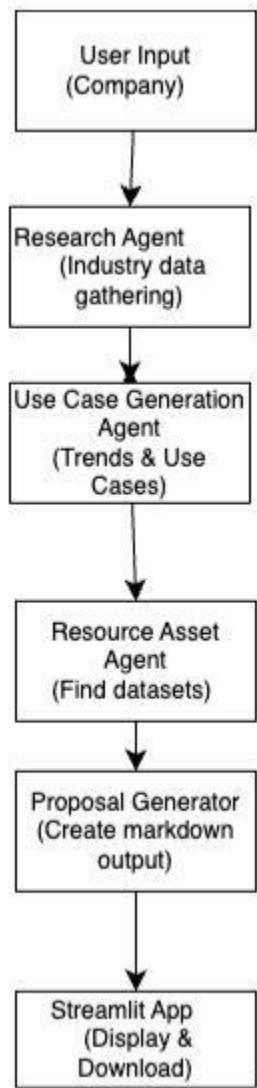 User Input
(Company)
Research Agent
(Industry data
gathering)
Use Case Generation
Agent
(Trends & Use
Cases)
Resource Asset
Agent
(Find datasets)
Proposal Generator
(Create markdown
output)
Streamlit App
(Display &
Download)